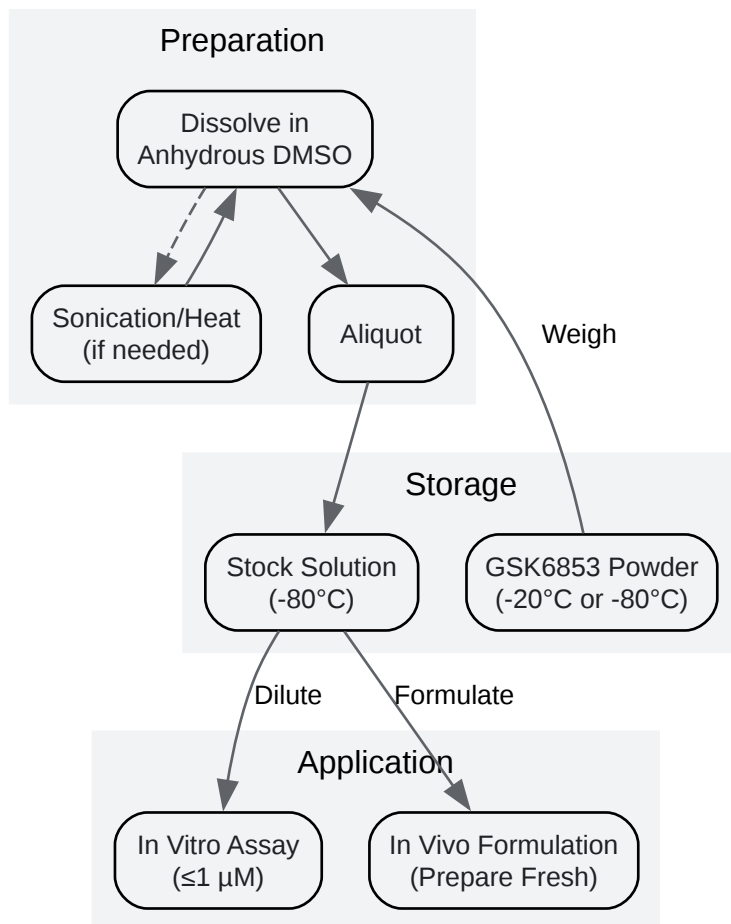 Preparation
Dissolve in
Anhydrous DMSO
Sonication/Heat
(if needed)
Aliquot
Weigh
Storage
Stock Solution
(-80°C)
GSK6853 Powder
(-20°C or -80°C)
Dilute
Formulate
Application
In Vitro Assay
(≤1 µM)
In Vivo Formulation
(Prepare Fresh)